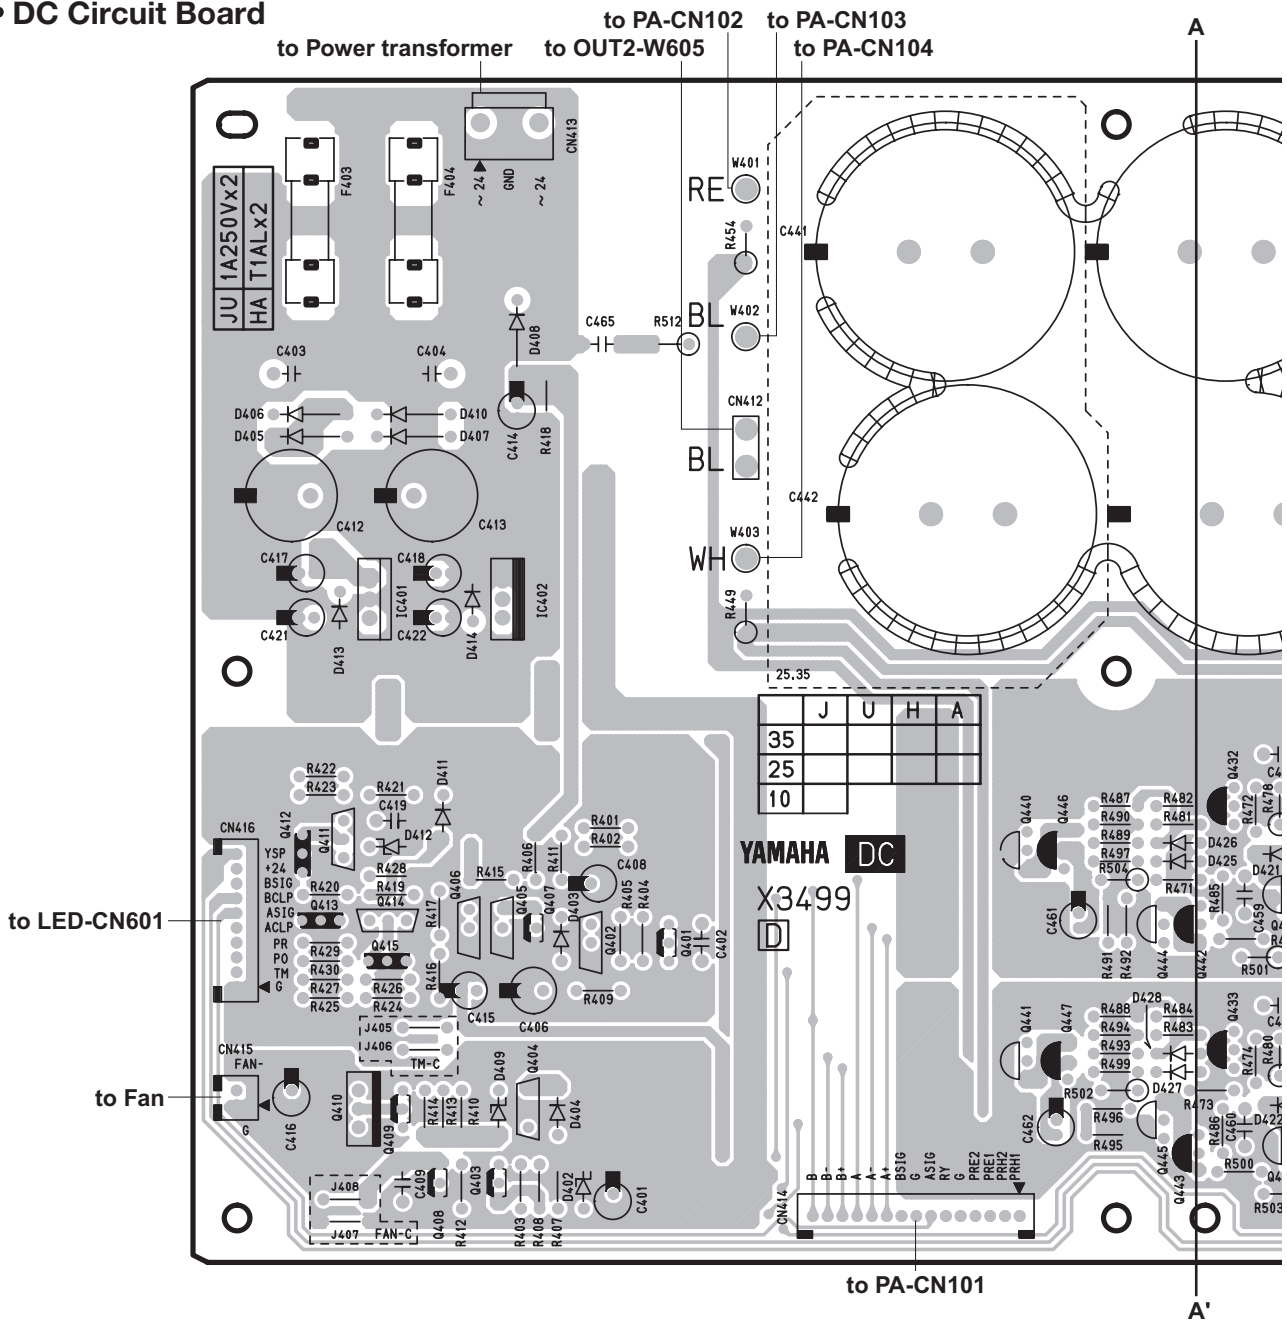 • DC Circuit Board
to PA-CN102
to PA-CN103
A
to Power transformer
to OUT2-W605
to PA-CN104
CN413
~ 24
GND
~ 24
F403
F404
JU 1A250Vx2
HA T1ALx2
W401
RE
R454
C441
BL
W402
D408
C465
R512
C403
C404
D406
D410
D405
D407
C414
R418
CN412
BL
C412
C413
C442
W403
WH
C417
C418
IC401
IC402
R449
C421
C422
D413
D414
25,35
J U H A
35
25
10
R422
R423
R421
D411
C419
Q412
Q411
D412
CN416
YSP
+24
BSIG
BCLP
ASIG
ACLP
PR
PO
TM
G
R428
R420
R419
Q413
Q414
R429
Q415
R430
R427
R426
R425
R424
R401
R402
R406
R411
C408
Q406
R415
Q405
Q407
D403
R405
R404
R417
Q402
Q401
C402
R416
C415
C406
R409
YAMAHA DC
X3499
D
to LED-CN601
J405
J406
TM-C
CN415
FAN-
G
to Fan
C416
Q410
Q409
R414
R413
R410
D409
Q404
D404
J408
J407
FAN-C
C409
Q408
R412
Q403
R403
R408
R407
D402
C401
CN414
B-
B-
B+
A-
A-
A+
BSIG
G
ASIG
RY
G
PRE2
PRE1
PRH2
PRH1
Q440
Q446
R487
R482
R490
R481
R489
D426
R497
D425
R504
R471
C461
R491
R492
Q444
Q442
Q432
R472
R478
D421
R485
C459
R501
Q441
Q447
D428
R488
R484
R494
R483
R493
R499
D427
R502
R473
C462
R496
R495
Q445
Q443
Q433
R474
R480
D422
R486
C460
R500
R503
to PA-CN101
A'